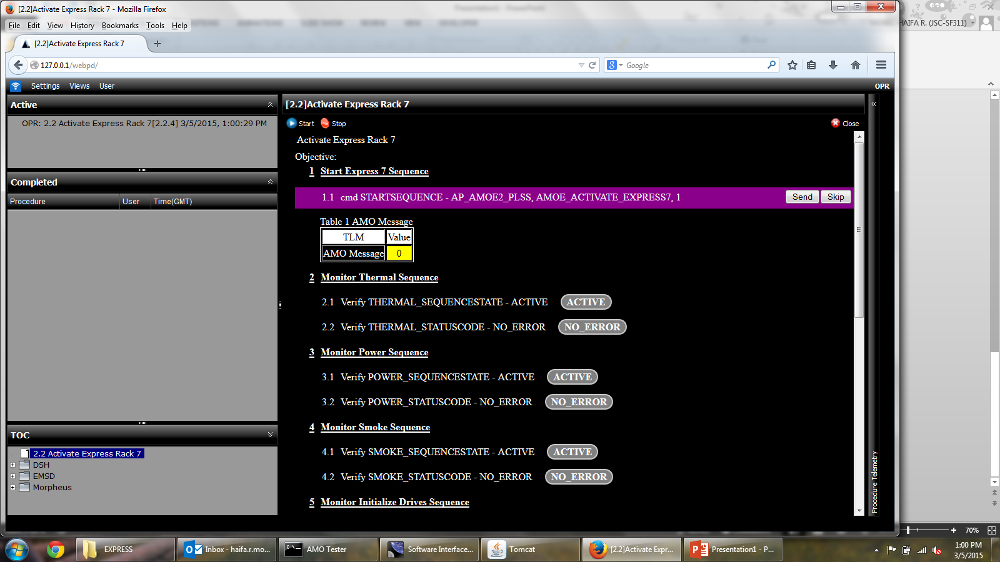 [2.2]Activate Express Rack 7 - Mozilla Firefox
File Edit View History Bookmarks Tools Help
HAIFA R. (JSC-SF311)
[2.2]Activate Express Rack 7
127.0.0.1/webpd/
Google
Settings Views User
OPR
Active
OPR: 2.2 Activate Express Rack 7[2.2.4] 3/5/2015, 1:00:29 PM
Completed
Procedure User Time(GMT)
TOC
2.2 Activate Express Rack 7
DSH
EMSD
Morpheus
[2.2]Activate Express Rack 7
Start Stop
Close
Activate Express Rack 7
Objective:
1 Start Express 7 Sequence
1.1 cmd STARTSEQUENCE - AP_AMOE2_PLSS, AMOE_ACTIVATE_EXPRESS7, 1
Send Skip
Table 1 AMO Message
TLM Value
AMO Message 0
2 Monitor Thermal Sequence
2.1 Verify THERMAL_SEQUENCESTATE - ACTIVE ACTIVE
2.2 Verify THERMAL_STATUSCODE - NO_ERROR NO_ERROR
3 Monitor Power Sequence
3.1 Verify POWER_SEQUENCESTATE - ACTIVE ACTIVE
3.2 Verify POWER_STATUSCODE - NO_ERROR NO_ERROR
4 Monitor Smoke Sequence
4.1 Verify SMOKE_SEQUENCESTATE - ACTIVE ACTIVE
4.2 Verify SMOKE_STATUSCODE - NO_ERROR NO_ERROR
5 Monitor Initialize Drives Sequence
Procedure Telemetry
70%
EXPRESS
Inbox - haifa.r.mo...
AMO Tester
Software Interface...
Tomcat
[2.2]Activate Expr...
Presentation1 - P...
1:00 PM
3/5/2015